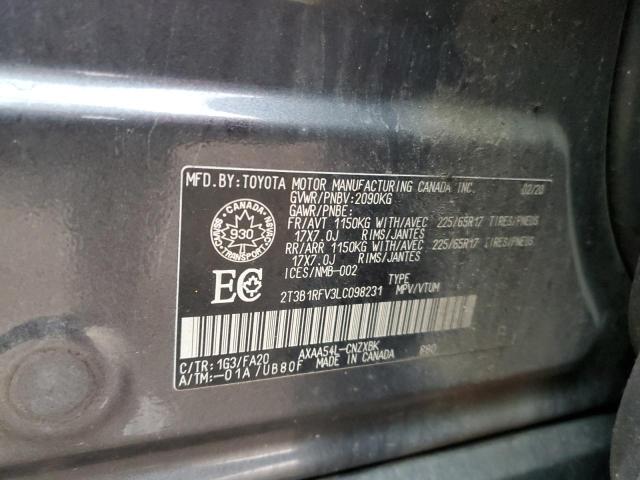 MFD.BY:TOYOTA MOTOR MANUFACTURING CANADA INC. 02/20
GVWR/PNBV:2090KG
GAWR/PNBE:
FR/AVT 1150KG WITH/AVEC 225/65R17 TIRES/PNEUS
17X7.0J RIMS/JANTES
RR/ARR 1150KG WITH/AVEC 225/65R17 TIRES/PNEUS
17X7.0J RIMS/JANTES
ICES/NMB-002
CANADA
930
NSVAC
SSVMC
EC
TYPE
2T3B1RFV3LC098231 MPV/VTUM
C/TR:1G3/FA20 AXAA54L-CNZXBK
A/TM:-01A/UB80F MADE IN CANADA